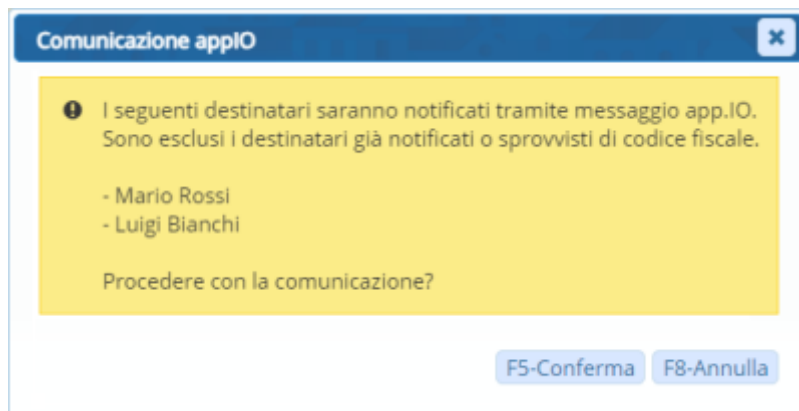 Comunicazione appIO
I seguenti destinatari saranno notificati tramite messaggio app.IO.
Sono esclusi i destinatari già notificati o sprovvisti di codice fiscale.
- Mario Rossi
- Luigi Bianchi
Procedere con la comunicazione?
F5-Conferma F8-Annulla